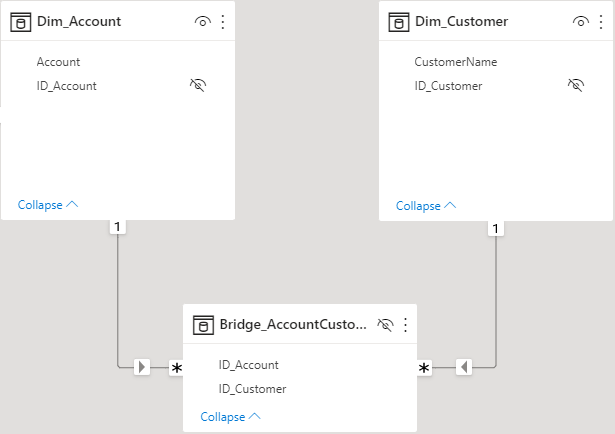 Dim_Account
Account
ID_Account
Collapse
1
Dim_Customer
CustomerName
ID_Customer
Collapse
1
Bridge_AccountCusto...
ID_Account
ID_Customer
Collapse
*
*